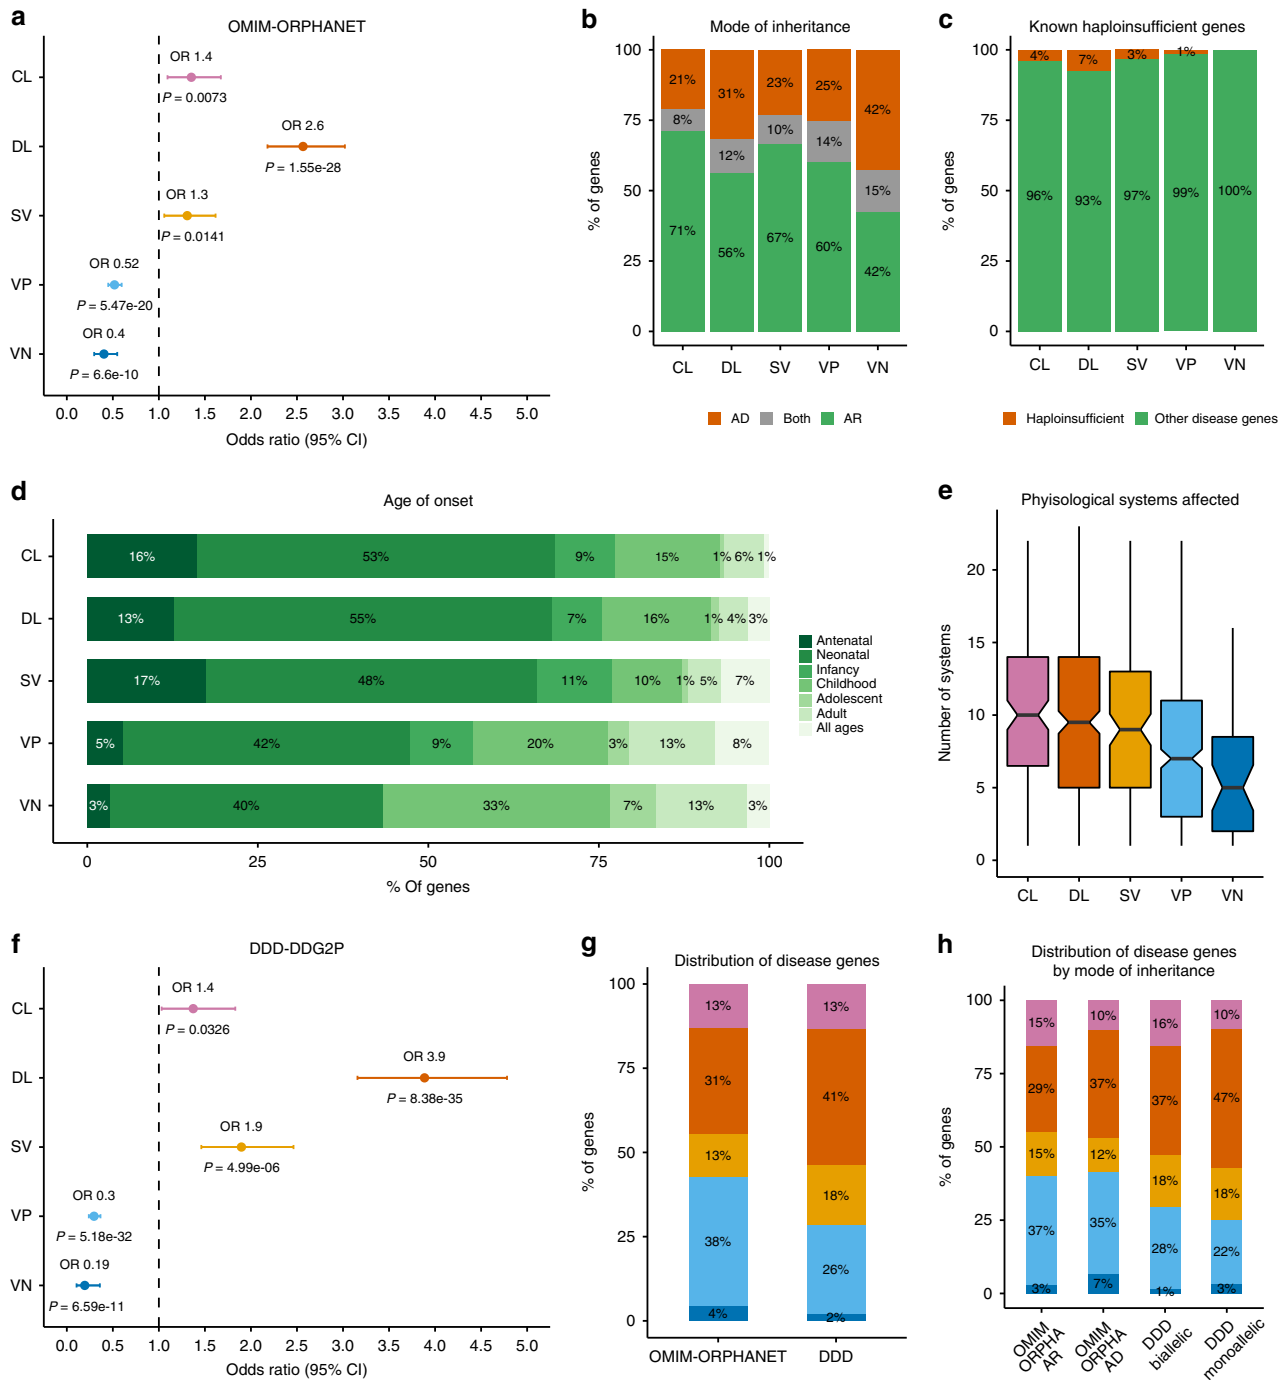 a
OMIM-ORPHANET
CL
OR 1.4
P = 0.0073
DL
OR 2.6
P = 1.55e-28
SV
OR 1.3
P = 0.0141
VP
OR 0.52
P = 5.47e-20
VN
OR 0.4
P = 6.6e-10
0.0 0.5 1.0 1.5 2.0 2.5 3.0 3.5 4.0 4.5 5.0
Odds ratio (95% CI)
b
Mode of inheritance
% of genes
100
75
50
25
0
21% 31% 23% 25% 42%
8% 12% 10% 14% 15%
71% 56% 67% 60% 42%
CL DL SV VP VN
AD Both AR
c
Known haploinsufficient genes
% of genes
100
75
50
25
0
4% 7% 3% 1%
96% 93% 97% 99% 100%
CL DL SV VP VN
Haploinsufficient Other disease genes
d
Age of onset
CL 16% 53% 9% 15% 1% 6% 1%
DL 13% 55% 7% 16% 1% 4% 3%
SV 17% 48% 11% 10% 1% 5% 7%
VP 5% 42% 9% 20% 3% 13% 8%
VN 3% 40% 33% 7% 13% 3%
0 25 50 75 100
% Of genes
Antenatal
Neonatal
Infancy
Childhood
Adolescent
Adult
All ages
e
Phyisological systems affected
Number of systems
20
15
10
5
0
CL DL SV VP VN
f
DDD-DDG2P
CL
OR 1.4
P = 0.0326
DL
OR 3.9
P = 8.38e-35
SV
OR 1.9
P = 4.99e-06
VP
OR 0.3
P = 5.18e-32
VN
OR 0.19
P = 6.59e-11
0.0 0.5 1.0 1.5 2.0 2.5 3.0 3.5 4.0 4.5 5.0
Odds ratio (95% CI)
g
Distribution of disease genes
% of genes
100
75
50
25
0
13% 13%
31% 41%
13% 18%
38% 26%
4% 2%
OMIM-ORPHANET DDD
h
Distribution of disease genes
by mode of inheritance
% of genes
100
75
50
25
0
15% 10% 16% 10%
29% 37% 37% 47%
15% 12% 18% 18%
37% 35% 28% 22%
3% 7% 1% 3%
OMIM
ORPHA
AR
OMIM
ORPHA
AD
DDD
biallelic
DDD
monoallelic